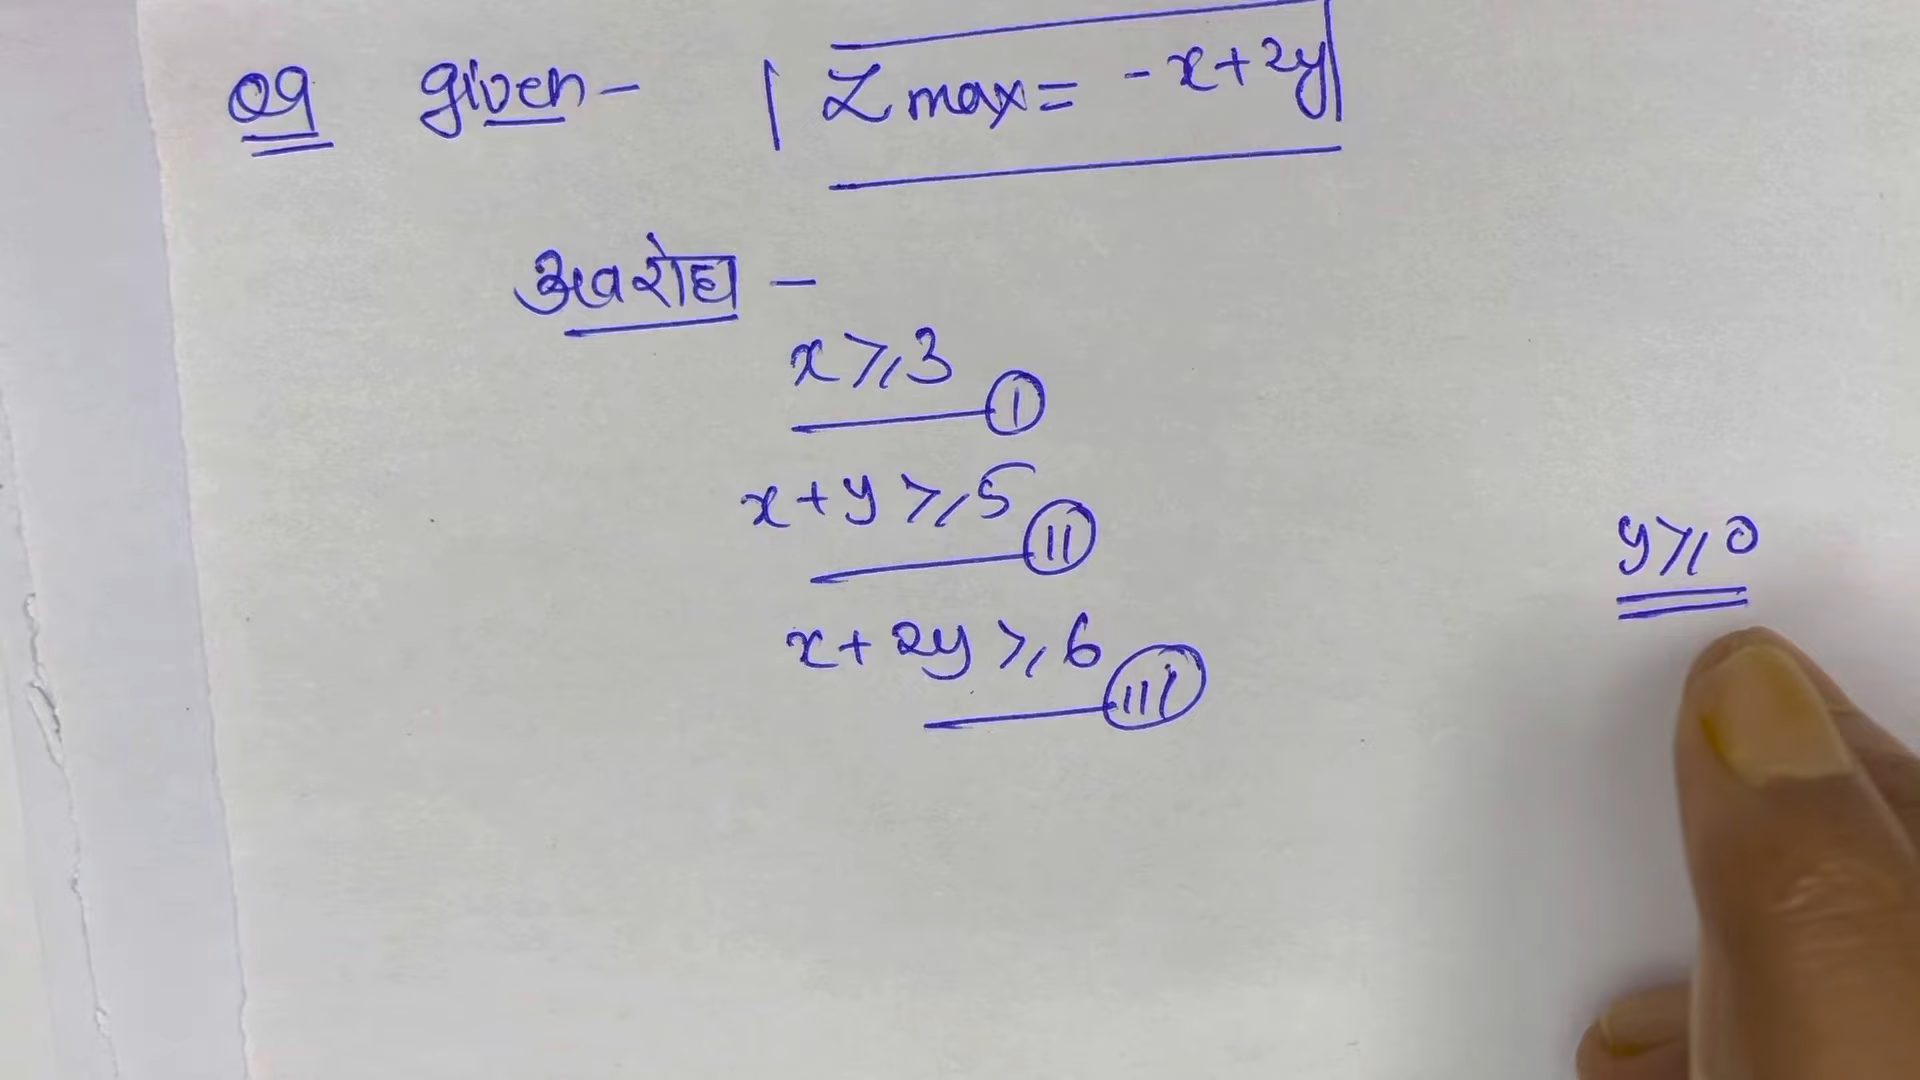 Q9 given - Zmax = -x+2y
अवरोध -
x ≥ 3 (I)
x + y ≥ 5 (II)
y ≥ 0
x + 2y ≥ 6 (III)